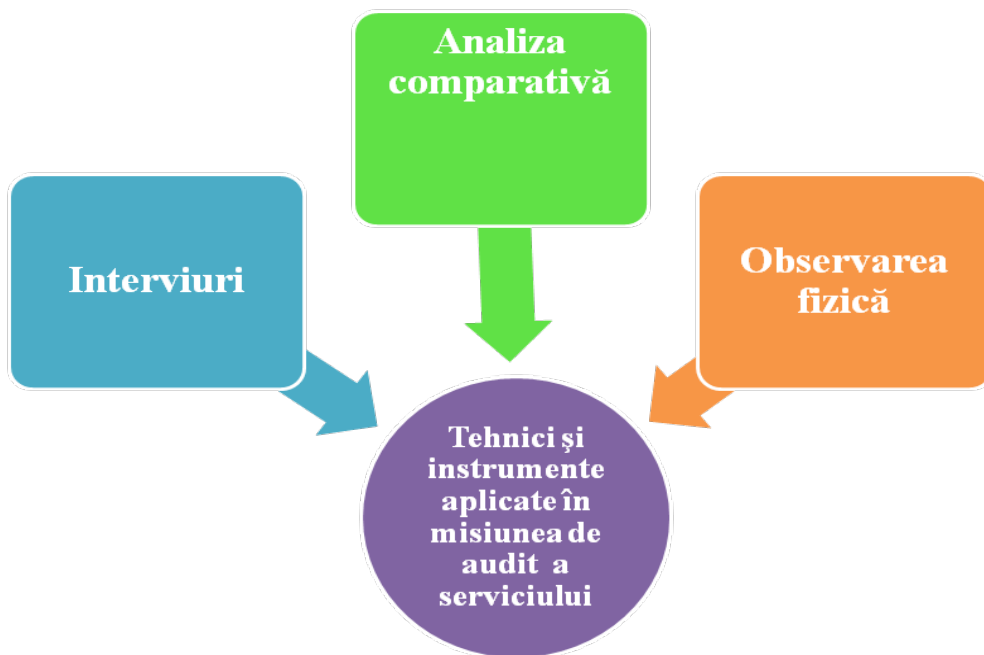 Analiza
comparativă
Interviuri
Observarea
fizică
Tehnici şi
instrumente
aplicate în
misiunea de
audit a
serviciului